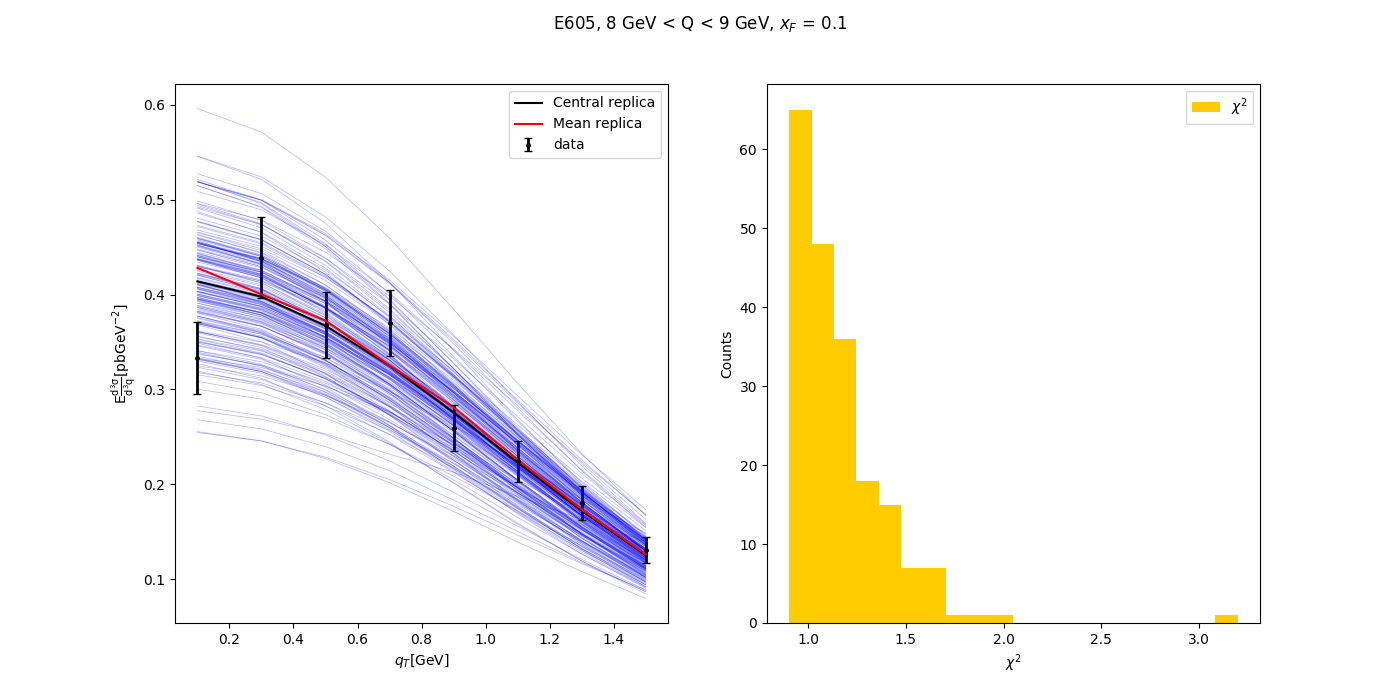 E605, 8 GeV < Q < 9 GeV, x_F = 0.1
Central replica
Mean replica
data
0.6
0.5
0.4
0.3
0.2
0.1
E d³σ/d³q [pbGeV⁻²]
0.2 0.4 0.6 0.8 1.0 1.2 1.4
q_T[GeV]
χ²
60
50
40
30
20
10
0
Counts
1.0 1.5 2.0 2.5 3.0
χ²